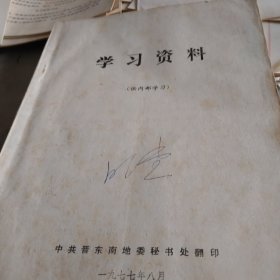 学习资料
(供内部学习)
中共晋东南地委秘书处翻印
一九七七年八月